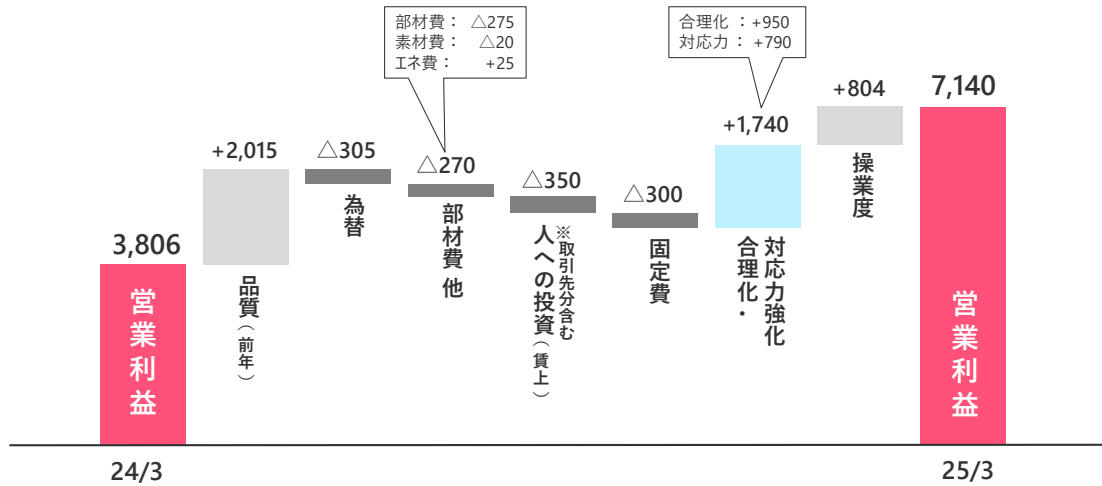 部材費： △275
素材費： △20
エネ費： +25
合理化 ：+950
対応力：+790
3,806
+2,015
△305
△270
△350
△300
+1,740
+804
7,140
営業利益
品質（前年）
為替
部材費 他
人への投資（賃上）
※取引先分含む
固定費
合理化・
対応力強化
操業度
営業利益
24/3
25/3